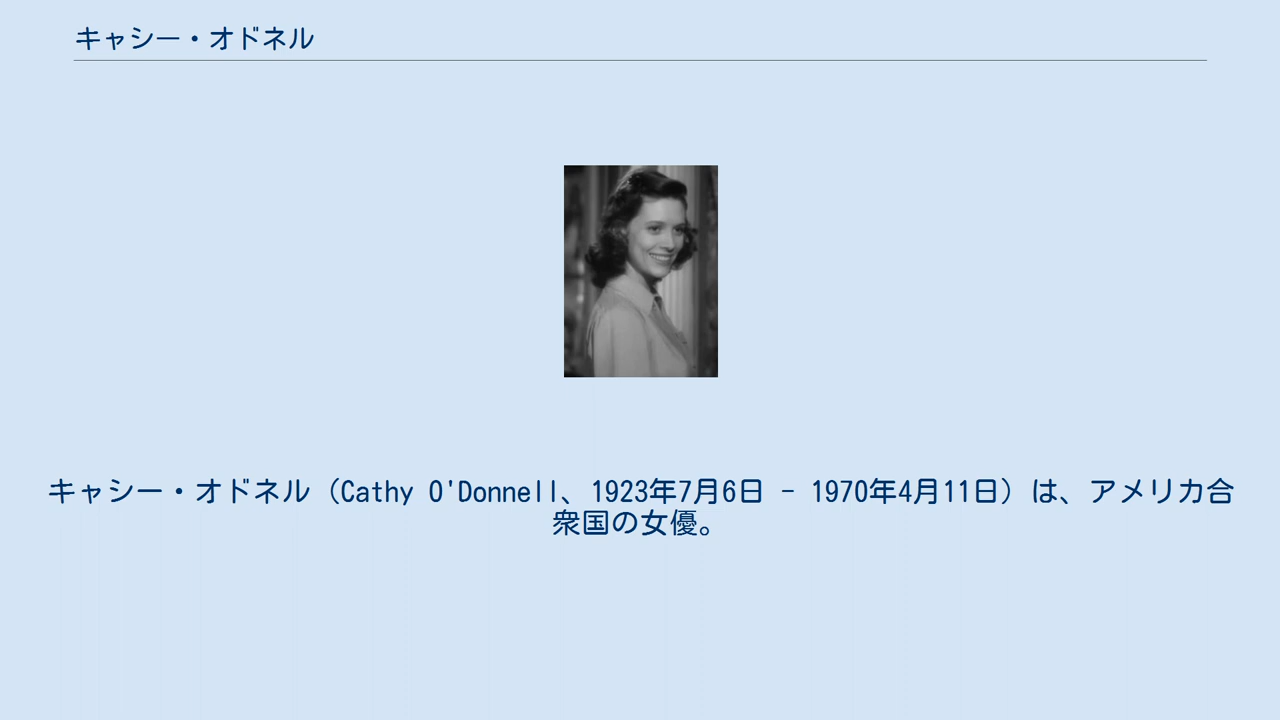 キャシー・オドネル
キャシー・オドネル（Cathy O'Donnell、1923年7月6日 - 1970年4月11日）は、アメリカ合
衆国の女優。